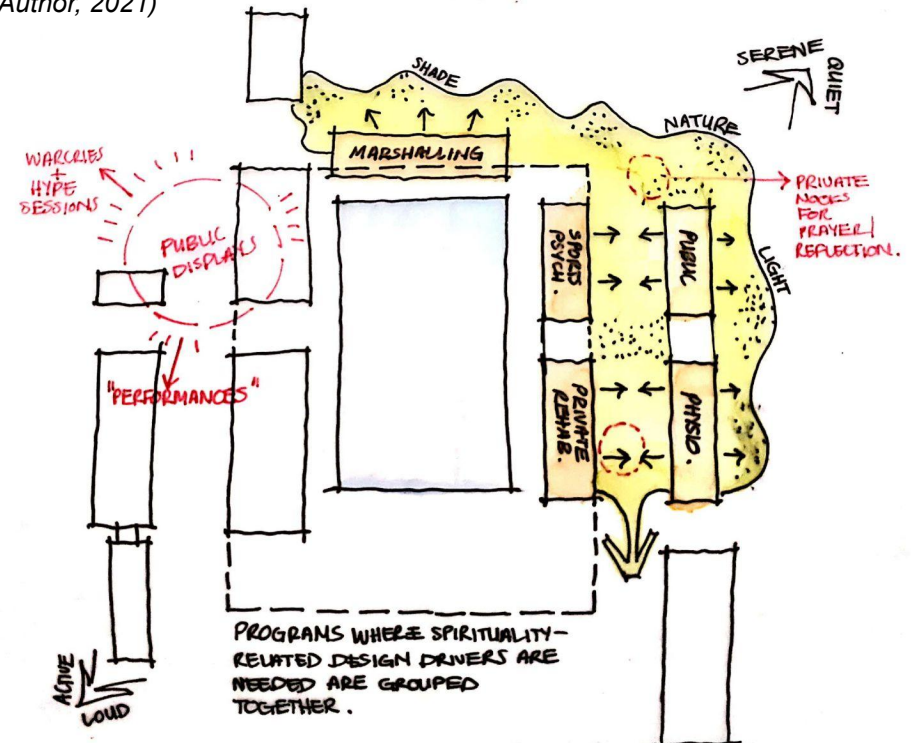 Author, 2021)
SERENE
QUIET
SHADE
NATURE
WARCRIES
+
HYPE
SESSIONS
MARSHALLING
PRIVATE
NOOKS
FOR
PRAYER/
REFLECTION.
PUBLIC
DISPLAYS
SPORTS
PSYCH.
PUBLIC
LIGHT
"PERFORMANCES"
PRIVATE
REHAB.
PHYSIO.
PROGRAMS WHERE SPIRITUALITY-
RELATED DESIGN DRIVERS ARE
NEEDED ARE GROUPED
TOGETHER.
ACTIVE
LOUD